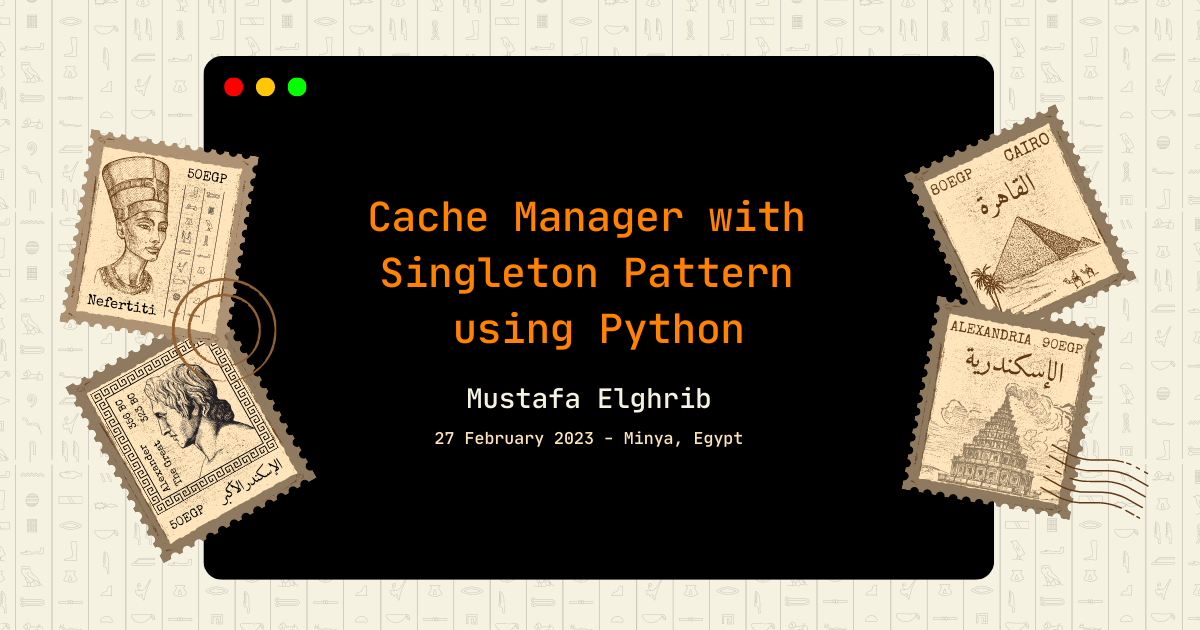 Cache Manager with
Singleton Pattern
using Python
Mustafa Elghrib
27 February 2023 - Minya, Egypt
50EGP
Nefertiti
356 BC
323 BC
Alexander
The Great
الإسكندر الأكبر
50EGP
CAIRO
80EGP
القاهرة
ALEXANDRIA 90EGP
الإسكندرية